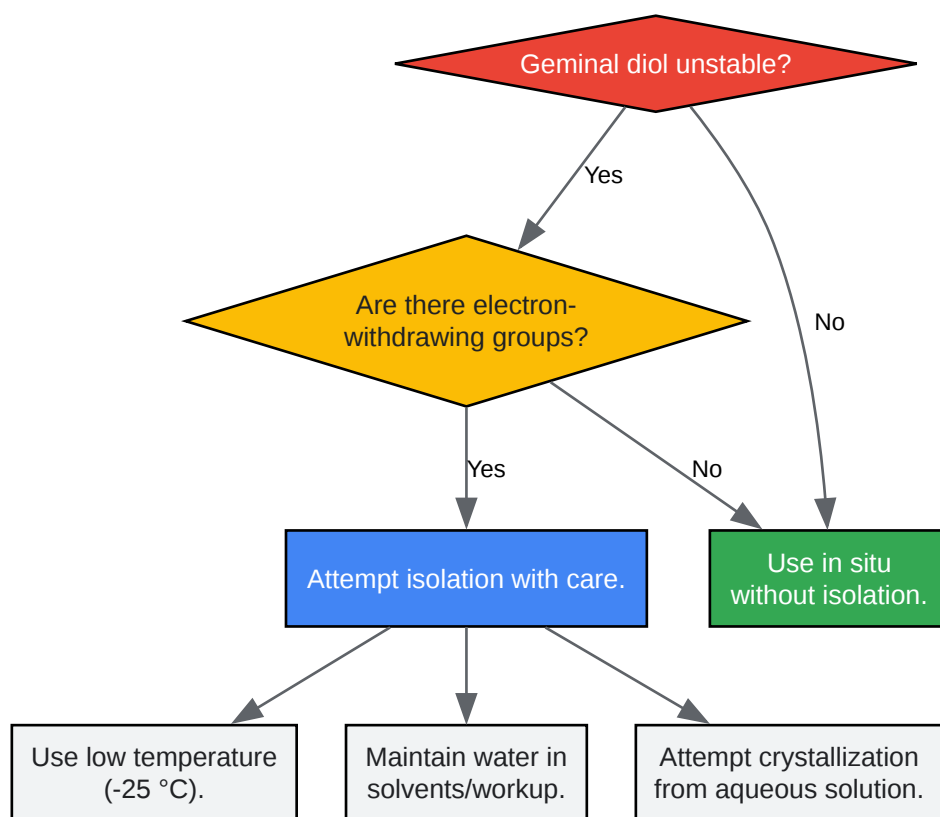 Geminal diol unstable?
Yes
Are there electron-
withdrawing groups?
No
Yes
No
Attempt isolation with care.
Use in situ
without isolation.
Use low temperature
(-25 °C).
Maintain water in
solvents/workup.
Attempt crystallization
from aqueous solution.